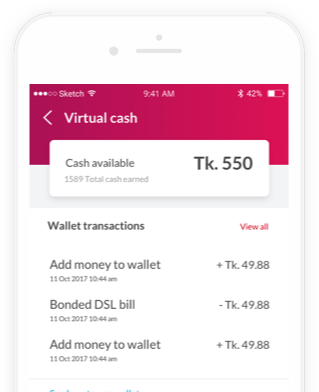 Sketch 9:41 AM 42%
Virtual cash
Cash available Tk. 550
1589 Total cash earned
Wallet transactions View all
Add money to wallet + Tk. 49.88
11 Oct 2017 10:44 am
Bonded DSL bill - Tk. 49.88
11 Oct 2017 10:44 am
Add money to wallet + Tk. 49.88
11 Oct 2017 10:44 am